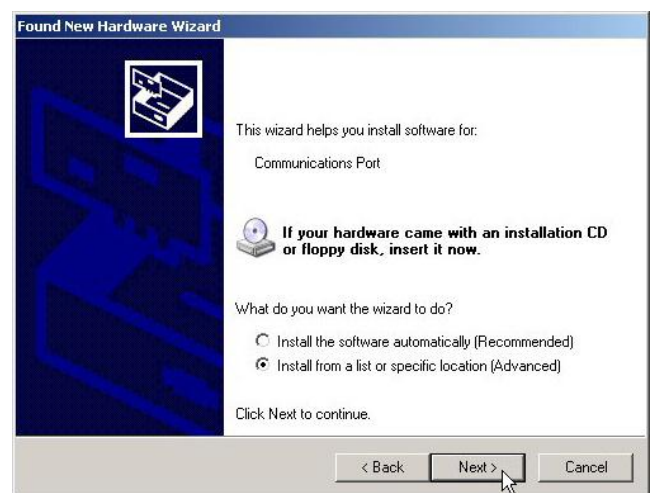 Found New Hardware Wizard
This wizard helps you install software for:
Communications Port
If your hardware came with an installation CD
or floppy disk, insert it now.
What do you want the wizard to do?
Install the software automatically (Recommended)
Install from a list or specific location (Advanced)
Click Next to continue.
< Back Next > Cancel